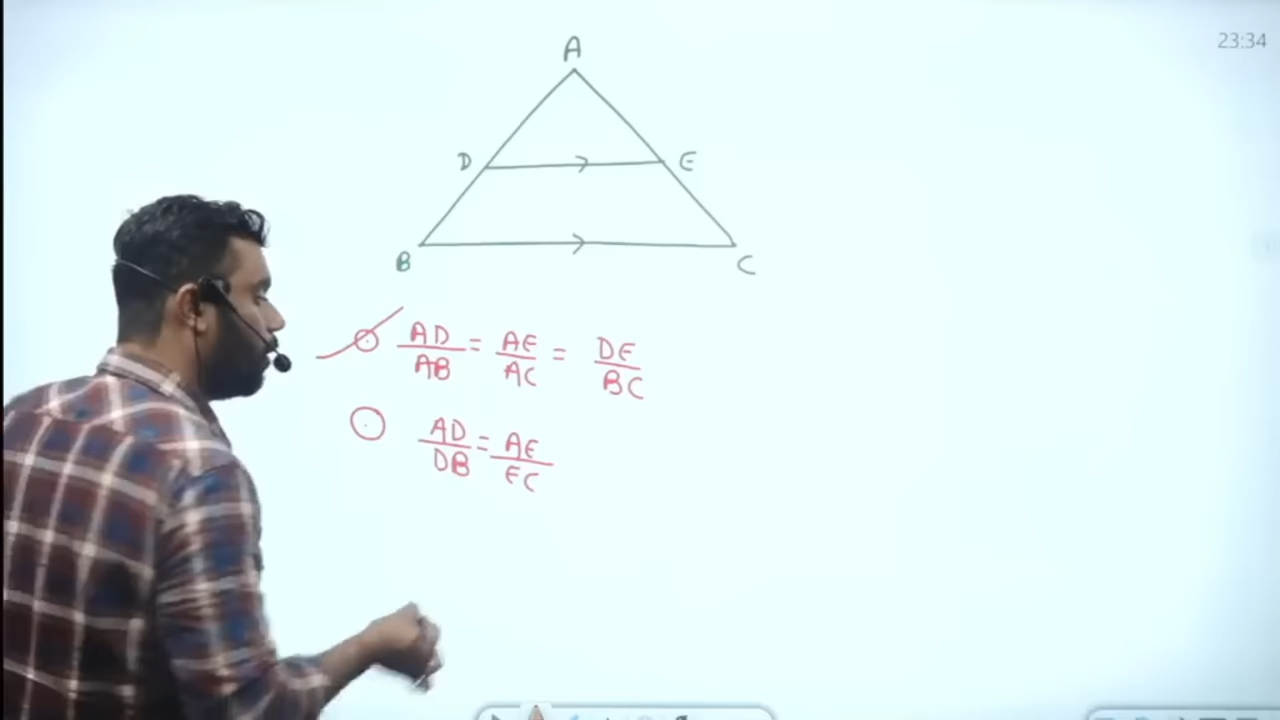 23:34
A
D E
B C
AD/AB = AE/AC = DE/BC
AD/DB = AE/EC